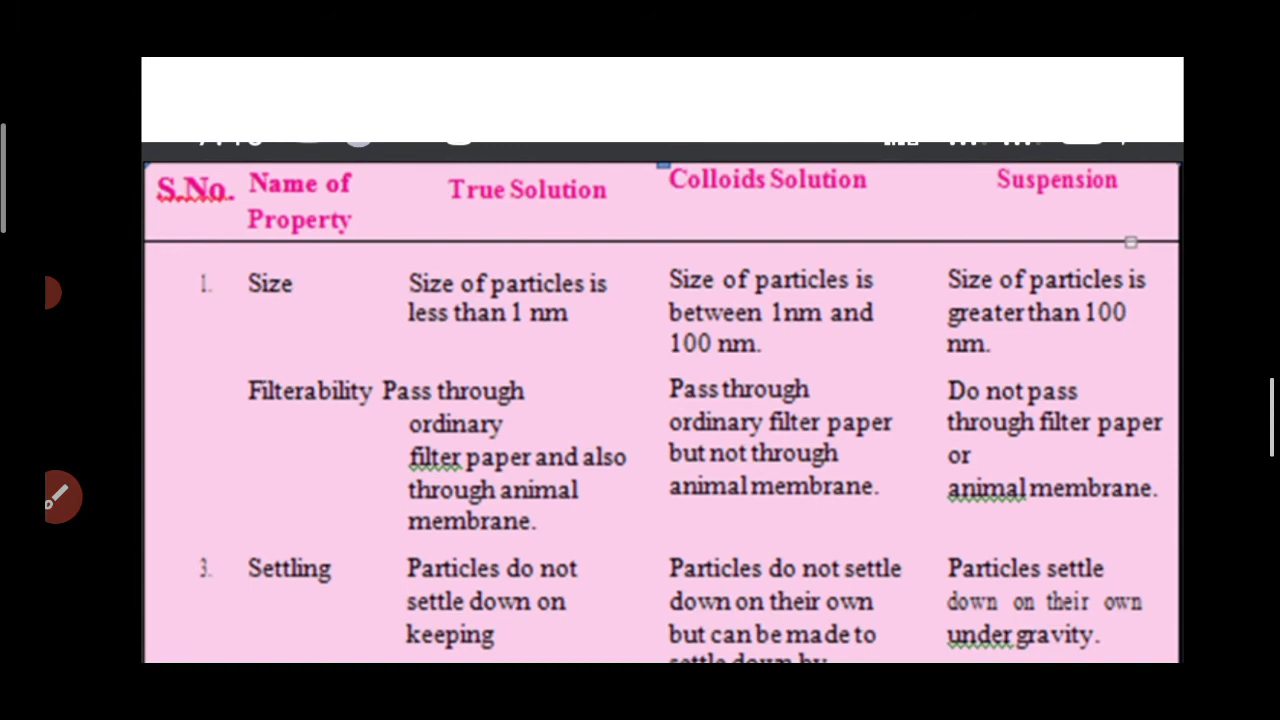 S.No. Name of Property True Solution Colloids Solution Suspension
1. Size Size of particles is less than 1 nm Size of particles is between 1nm and 100 nm. Size of particles is greater than 100 nm.
Filterability Pass through ordinary filter paper and also through animal membrane. Pass through ordinary filter paper but not through animal membrane. Do not pass through filter paper or animal membrane.
3. Settling Particles do not settle down on keeping Particles do not settle down on their own but can be made to settle down by Particles settle down on their own under gravity.